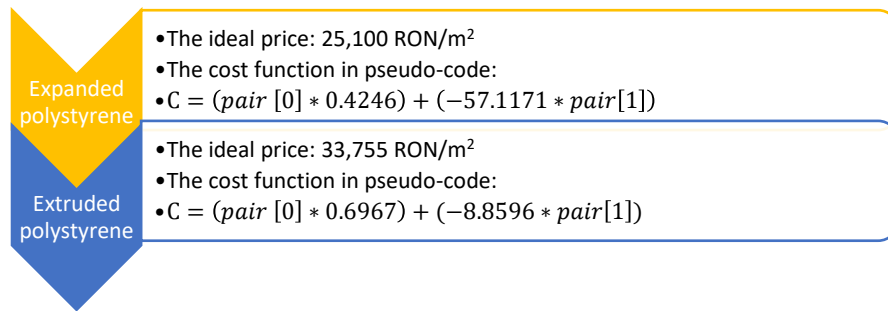 Expanded
polystyrene
•The ideal price: 25,100 RON/m²
•The cost function in pseudo-code:
•C = (pair [0] * 0.4246) + (−57.1171 * pair[1])
Extruded
polystyrene
•The ideal price: 33,755 RON/m²
•The cost function in pseudo-code:
•C = (pair [0] * 0.6967) + (−8.8596 * pair[1])